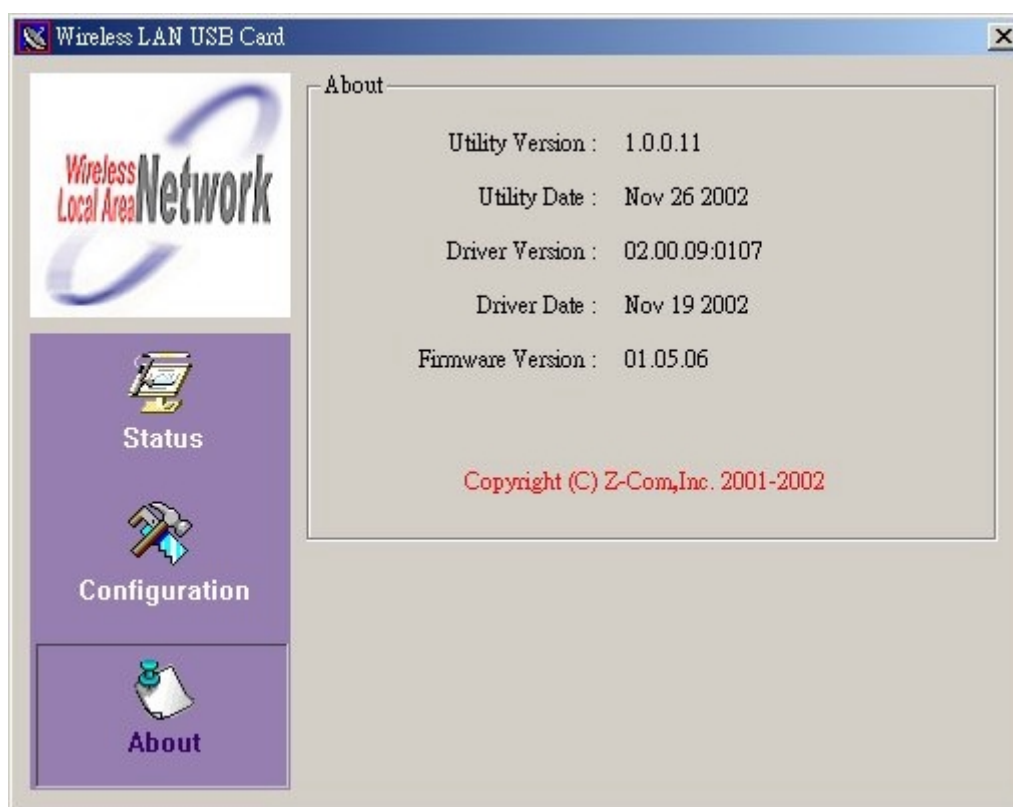 Wireless LAN USB Card
Wireless
Local Area Network
Status
Configuration
About
About
Utility Version : 1.0.0.11
Utility Date : Nov 26 2002
Driver Version : 02.00.09:0107
Driver Date : Nov 19 2002
Firmware Version : 01.05.06
Copyright (C) Z-Com,Inc. 2001-2002